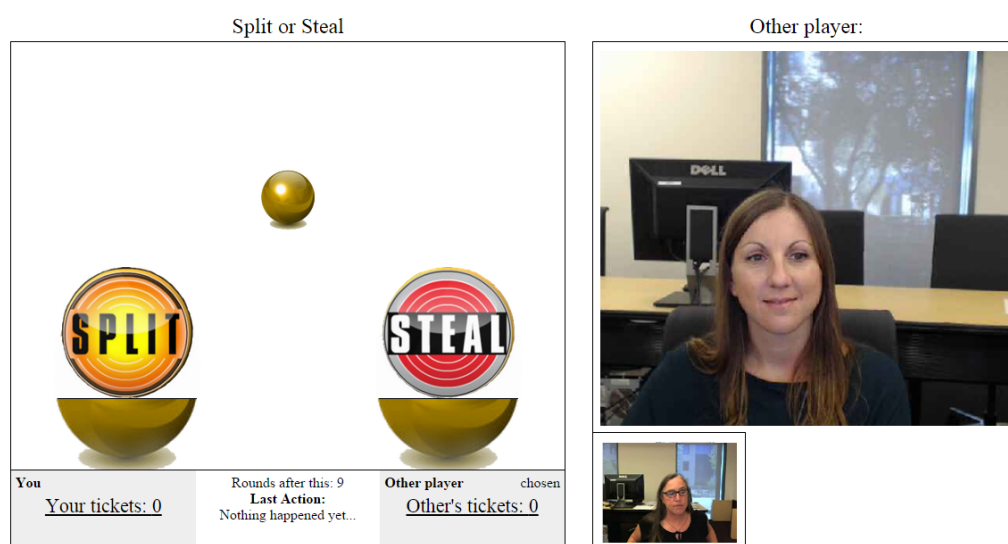 Split or Steal
Other player:
DELL
SPLIT
STEAL
You
Your tickets: 0
Rounds after this: 9
Last Action:
Nothing happened yet...
Other player chosen
Other's tickets: 0